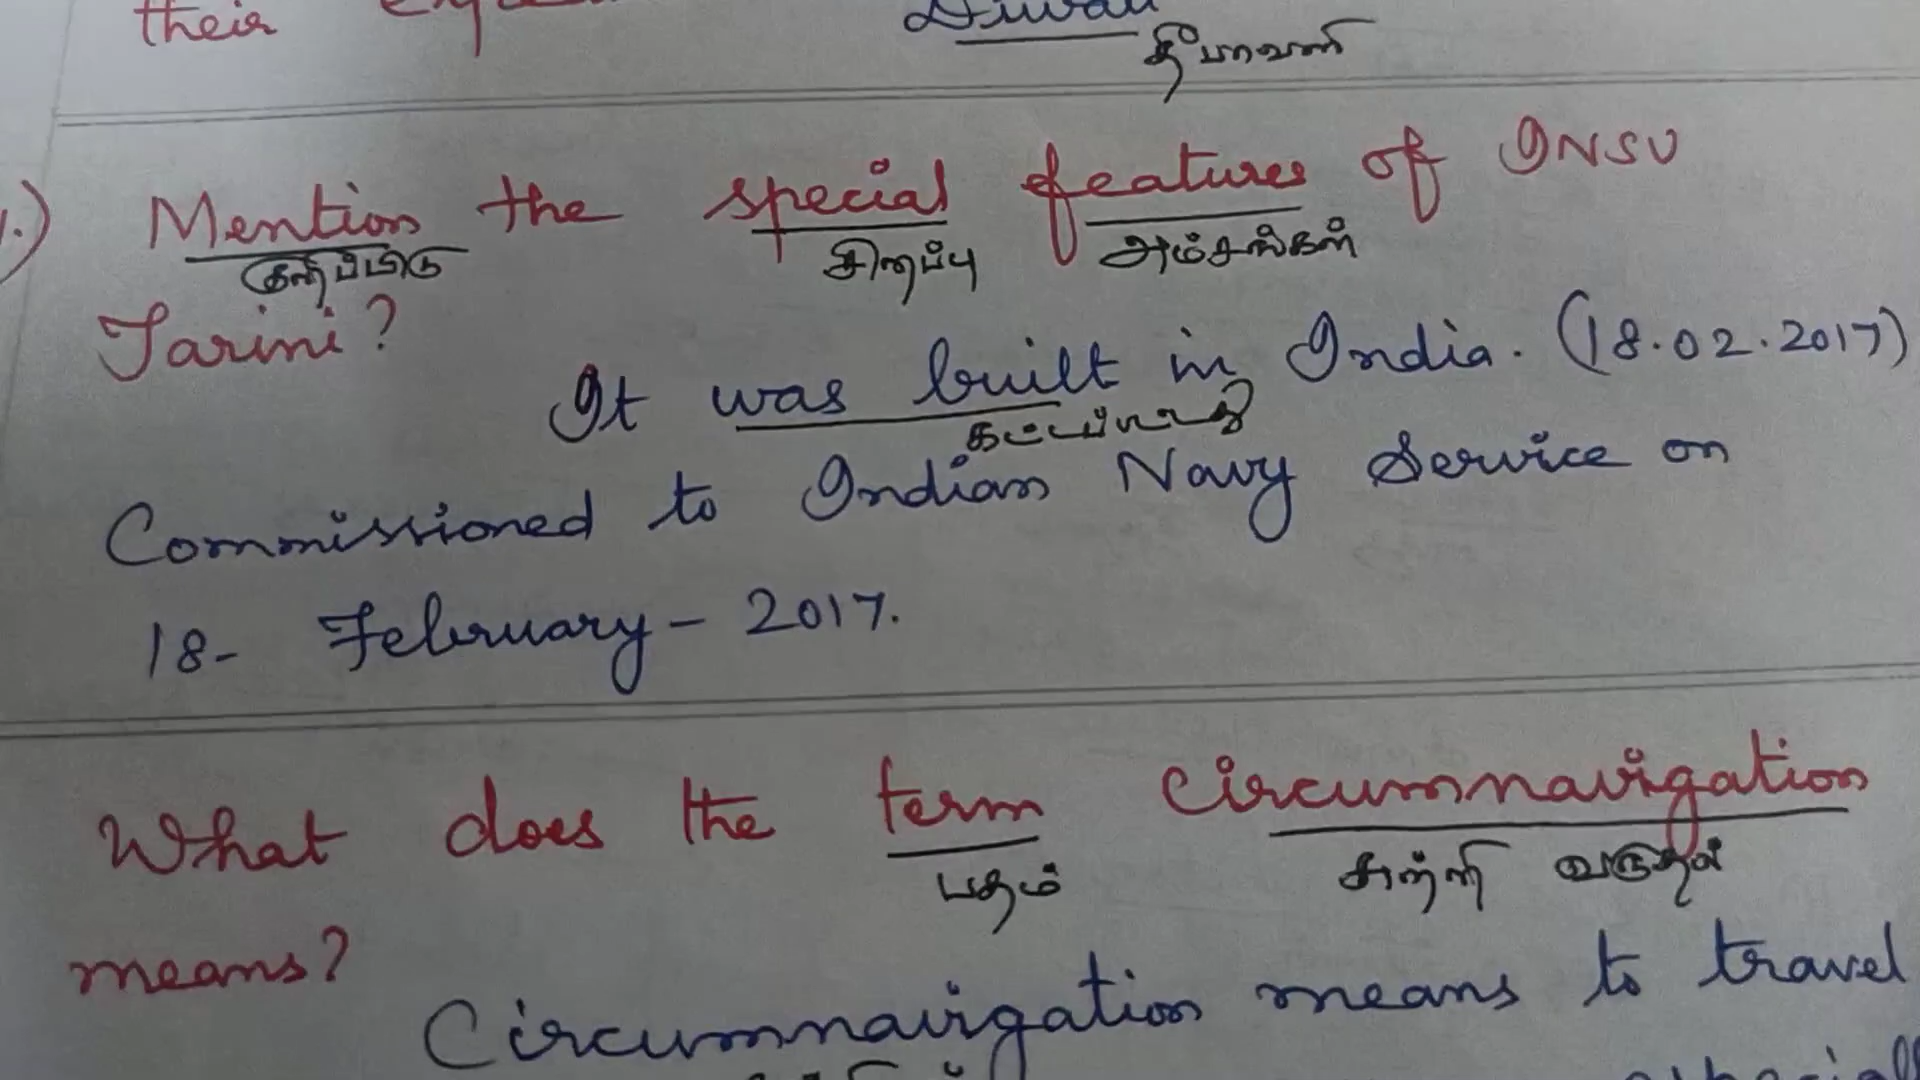 their
Diwali
தீபாவளி
Mention the special features of INSV
குறிப்பிடு சிறப்பு அம்சங்கள்
Tarini?
It was built in India. (18.02.2017)
கட்டப்பட்டது
Commissioned to Indian Navy Service on
18- February - 2017.
What does the term circumnavigation
பதம் சுற்றி வருதல்
means?
Circumnavigation means to travel